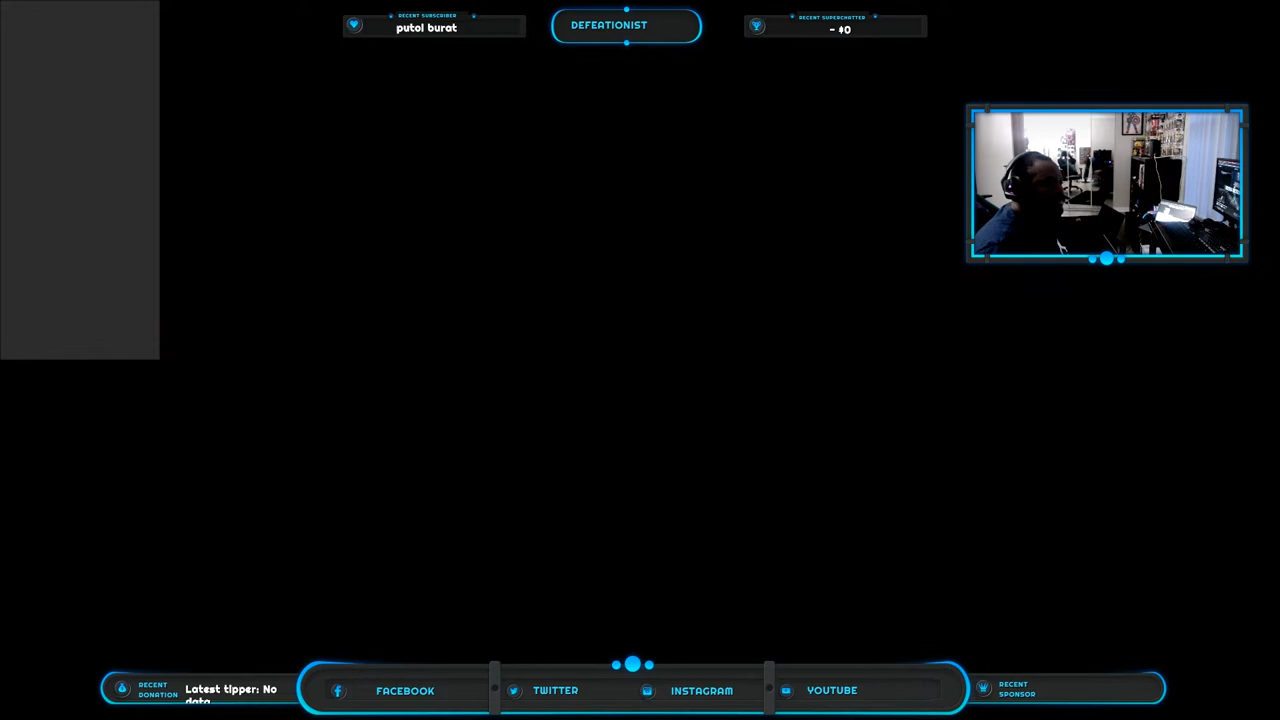 RECENT SUBSCRIBER
putol burat
DEFEATIONIST
RECENT SUPERCHATTER
- $0
RECENT
DONATION
Latest tipper: No
data
FACEBOOK
TWITTER
INSTAGRAM
YOUTUBE
RECENT
SPONSOR